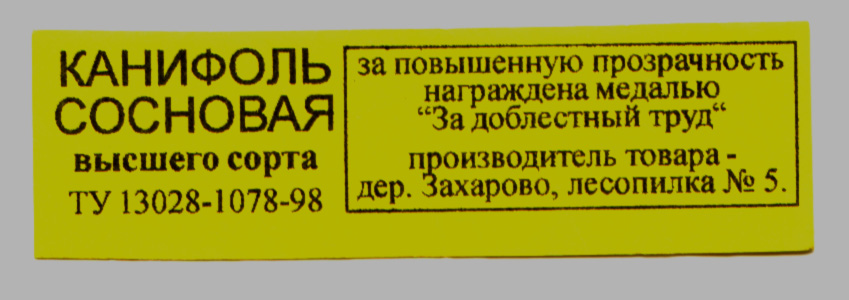 КАНИФОЛЬ
СОСНОВАЯ
высшего сорта
ТУ 13028-1078-98
за повышенную прозрачность
награждена медалью
“За доблестный труд“
производитель товара -
дер. Захарово, лесопилка № 5.